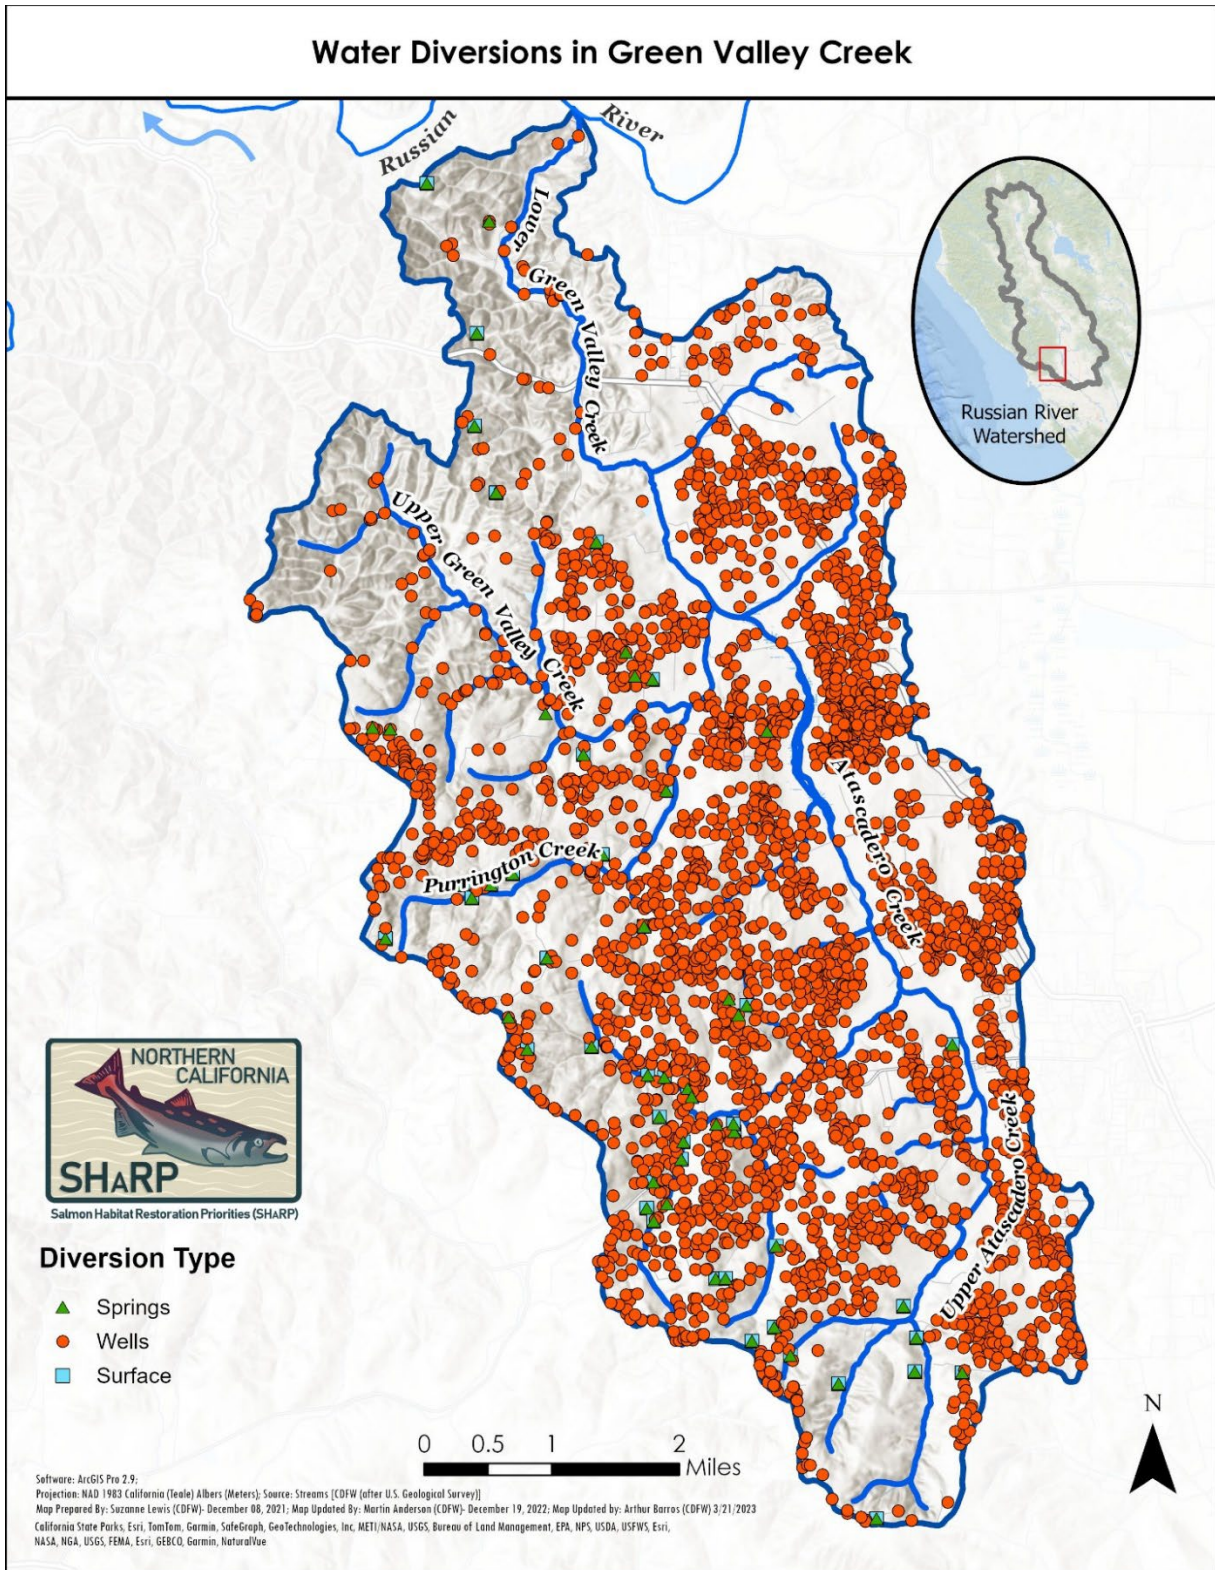 Water Diversions in Green Valley Creek
Russian
River
Lower
Green Valley Creek
Upper Green Valley Creek
Russian River
Watershed
Atascadero Creek
Purrington Creek
Upper Atascadero Creek
NORTHERN
CALIFORNIA
SHaRP
Salmon Habitat Restoration Priorities (SHaRP)
Diversion Type
Springs
Wells
Surface
0 0.5 1 2
Miles
N
Software: ArcGIS Pro 2.9;
Projection: NAD 1983 California (Teale) Albers (Meters); Source: Streams [CDFW (after U.S. Geological Survey)]
Map Prepared By: Suzanne Lewis (CDFW)- December 08, 2021; Map Updated By: Martin Anderson (CDFW)- December 19, 2022; Map Updated by: Arthur Barros (CDFW) 3/21/2023
California State Parks, Esri, TomTom, Garmin, SafeGraph, GeoTechnologies, Inc, METI/NASA, USGS, Bureau of Land Management, EPA, NPS, USDA, USFWS, Esri,
NASA, NGA, USGS, FEMA, Esri, GEBCO, Garmin, NaturalVue